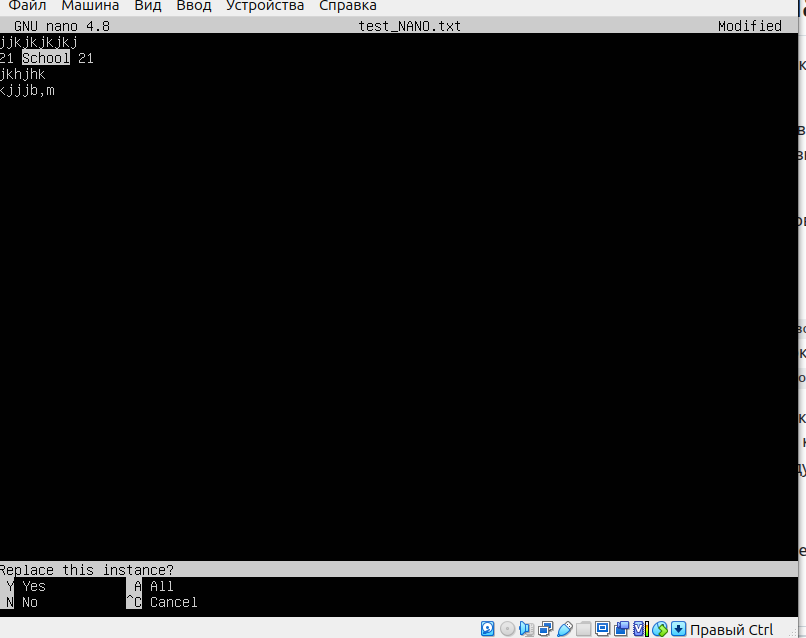 Файл Машина Вид Ввод Устройства Справка
GNU nano 4.8 test_NANO.txt Modified
jjkjkjkjkj
21 School 21
jkhjhk
kjjjb,m
Replace this instance?
Y Yes A All
N No ^C Cancel
Правый Ctrl